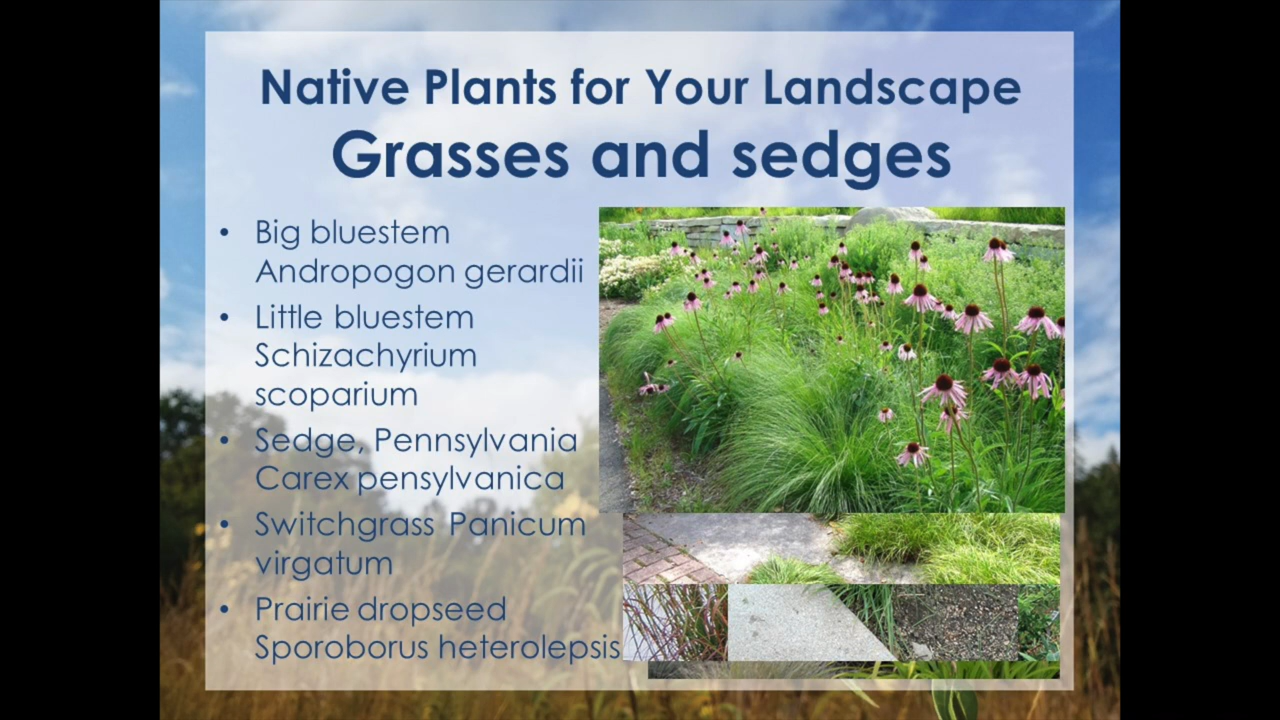 Native Plants for Your Landscape
Grasses and sedges
• Big bluestem
Andropogon gerardii
• Little bluestem
Schizachyrium
scoparium
• Sedge, Pennsylvania
Carex pensylvanica
• Switchgrass Panicum
virgatum
• Prairie dropseed
Sporoborus heterolepsis